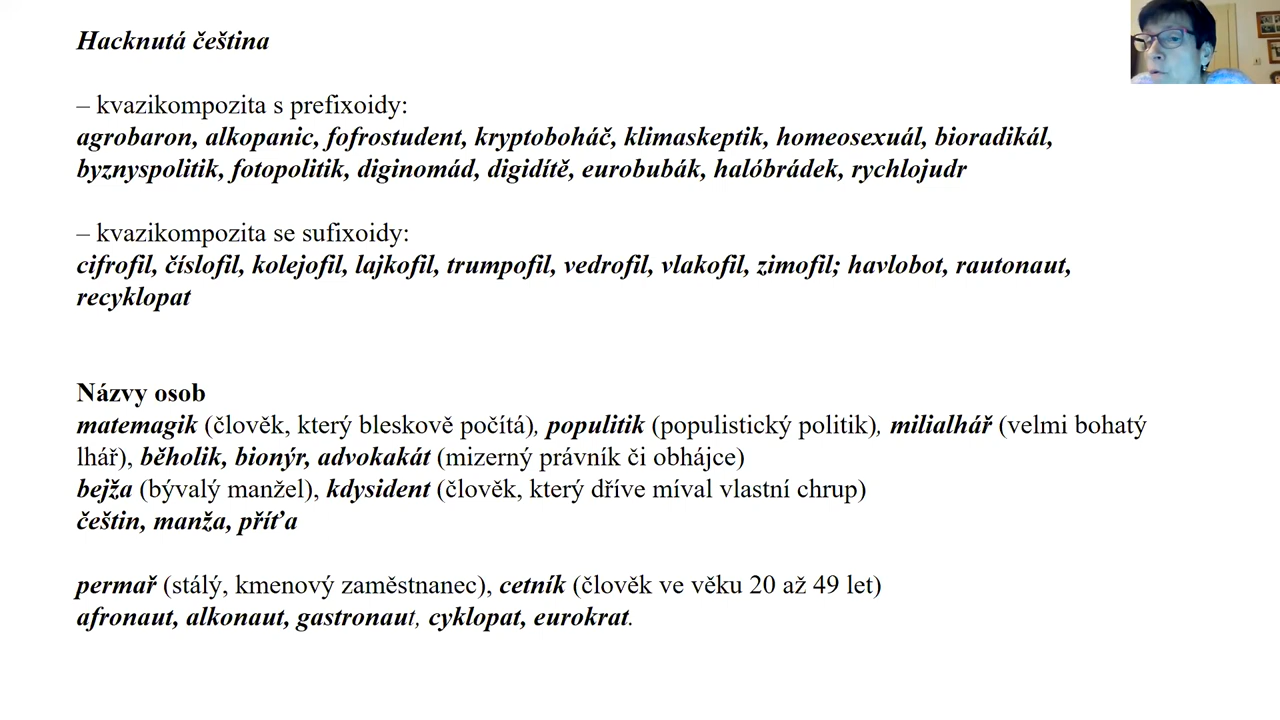 Hacknutá čeština
– kvazikompozita s prefixoidy:
agrobaron, alkopanic, fofrostudent, kryptoboháč, klimaskeptik, homeosexuál, bioradikál,
byznyspolitik, fotopolitik, diginomád, digidítě, eurobubák, halóbrádek, rychlojudr
– kvazikompozita se sufixoidy:
cifrofil, číslofil, kolejofil, lajkofil, trumpofil, vedrofil, vlakofil, zimofil; havlobot, rautonaut,
recyklopat
Názvy osob
matemagik (člověk, který bleskově počítá), populitik (populistický politik), milialhář (velmi bohatý
lhář), běholik, bionýr, advokakát (mizerný právník či obhájce)
bejža (bývalý manžel), kdysident (člověk, který dříve míval vlastní chrup)
češtin, manža, příťa
permař (stálý, kmenový zaměstnanec), cetník (člověk ve věku 20 až 49 let)
afronaut, alkonaut, gastronaut, cyklopat, eurokrat.